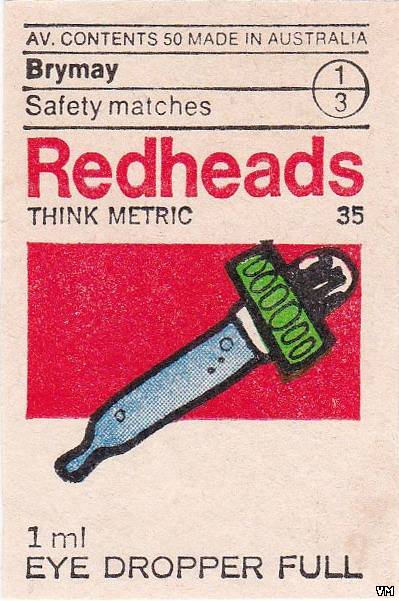 AV. CONTENTS 50 MADE IN AUSTRALIA
Brymay
Safety matches
1
3
Redheads
THINK METRIC 35
1 ml
EYE DROPPER FULL
VM